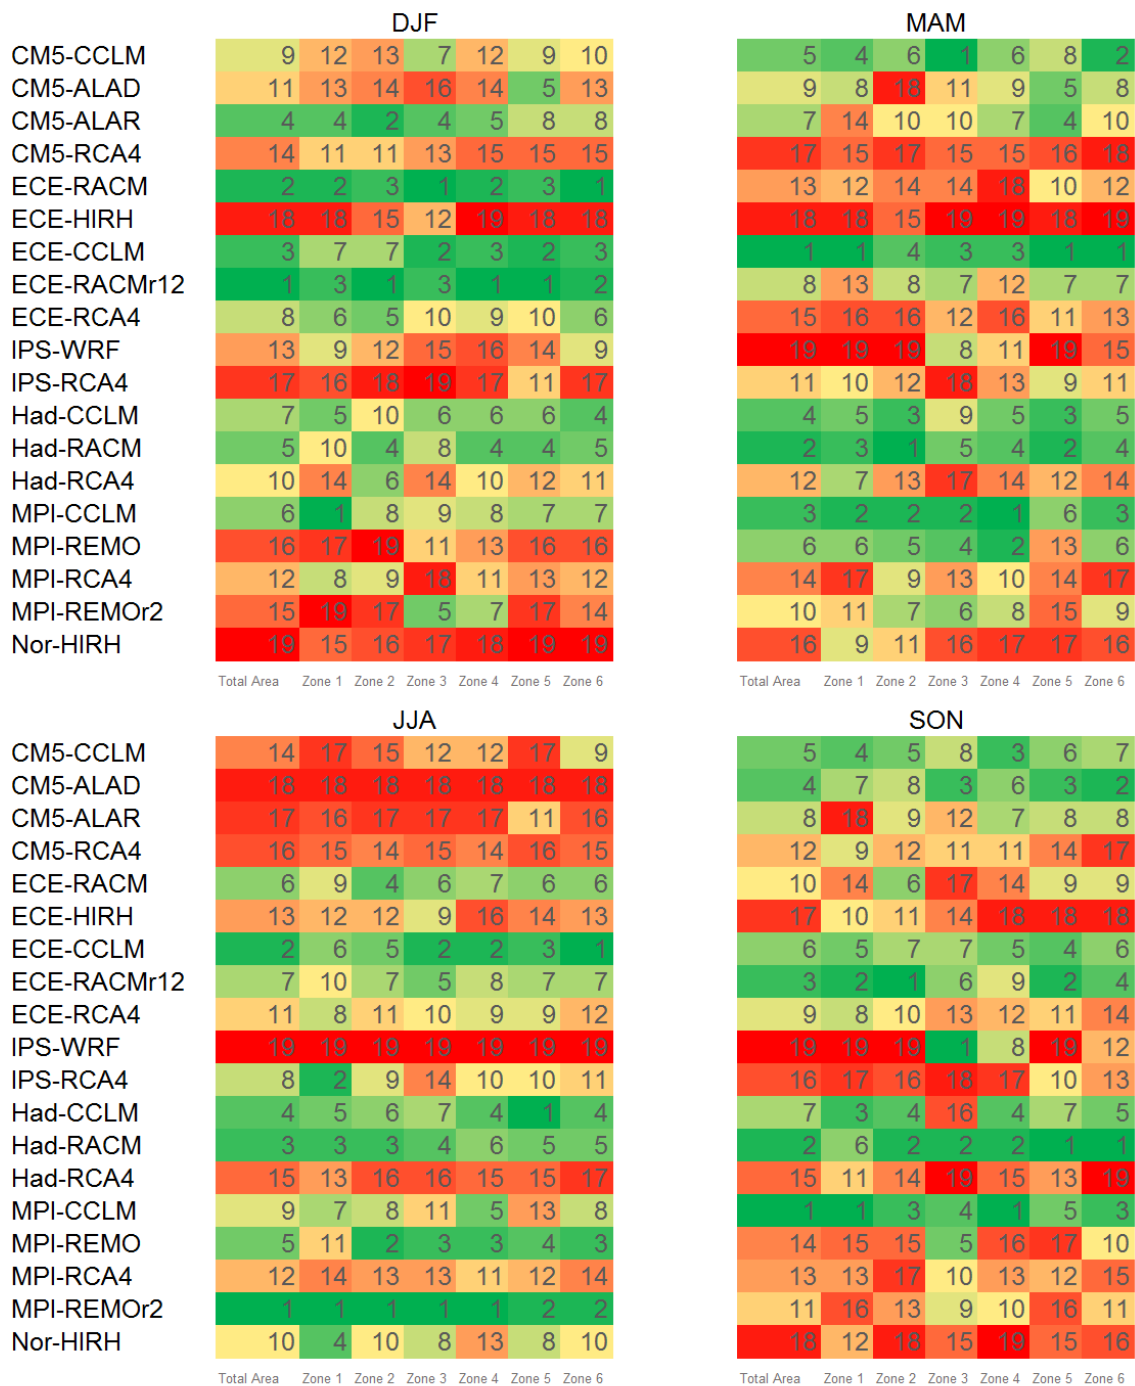 DJF MAM
CM5-CCLM 9 12 13 7 12 9 10 5 4 6 1 6 8 2
CM5-ALAD 11 13 14 16 14 5 13 9 8 18 11 9 5 8
CM5-ALAR 4 4 2 4 5 8 8 7 14 10 10 7 4 10
CM5-RCA4 14 11 11 13 15 15 15 17 15 17 15 15 16 18
ECE-RACM 2 2 3 1 2 3 1 13 12 14 14 18 10 12
ECE-HIRH 18 18 15 12 19 18 18 18 18 15 19 19 18 19
ECE-CCLM 3 7 7 2 3 2 3 1 1 4 3 3 1 1
ECE-RACMr12 1 3 1 3 1 1 2 8 13 8 7 12 7 7
ECE-RCA4 8 6 5 10 9 10 6 15 16 16 12 16 11 13
IPS-WRF 13 9 12 15 16 14 9 19 19 19 8 11 19 15
IPS-RCA4 17 16 18 19 17 11 17 11 10 12 18 13 9 11
Had-CCLM 7 5 10 6 6 6 4 4 5 3 9 5 3 5
Had-RACM 5 10 4 8 4 4 5 2 3 1 5 4 2 4
Had-RCA4 10 14 6 14 10 12 11 12 7 13 17 14 12 14
MPI-CCLM 6 1 8 9 8 7 7 3 2 2 2 1 6 3
MPI-REMO 16 17 19 11 13 16 16 6 6 5 4 2 13 6
MPI-RCA4 12 8 9 18 11 13 12 14 17 9 13 10 14 17
MPI-REMOr2 15 19 17 5 7 17 14 10 11 7 6 8 15 9
Nor-HIRH 19 15 16 17 18 19 19 16 9 11 16 17 17 16
Total Area Zone 1 Zone 2 Zone 3 Zone 4 Zone 5 Zone 6 Total Area Zone 1 Zone 2 Zone 3 Zone 4 Zone 5 Zone 6
JJA SON
CM5-CCLM 14 17 15 12 12 17 9 5 4 5 8 3 6 7
CM5-ALAD 18 18 18 18 18 18 18 4 7 8 3 6 3 2
CM5-ALAR 17 16 17 17 17 11 16 8 18 9 12 7 8 8
CM5-RCA4 16 15 14 15 14 16 15 12 9 12 11 11 14 17
ECE-RACM 6 9 4 6 7 6 6 10 14 6 17 14 9 9
ECE-HIRH 13 12 12 9 16 14 13 17 10 11 14 18 18 18
ECE-CCLM 2 6 5 2 2 3 1 6 5 7 7 5 4 6
ECE-RACMr12 7 10 7 5 8 7 7 3 2 1 6 9 2 4
ECE-RCA4 11 8 11 10 9 9 12 9 8 10 13 12 11 14
IPS-WRF 19 19 19 19 19 19 19 19 19 19 1 8 19 12
IPS-RCA4 8 2 9 14 10 10 11 16 17 16 18 17 10 13
Had-CCLM 4 5 6 7 4 1 4 7 3 4 16 4 7 5
Had-RACM 3 3 3 4 6 5 5 2 6 2 2 2 1 1
Had-RCA4 15 13 16 16 15 15 17 15 11 14 19 15 13 19
MPI-CCLM 9 7 8 11 5 13 8 1 1 3 4 1 5 3
MPI-REMO 5 11 2 3 3 4 3 14 15 15 5 16 17 10
MPI-RCA4 12 14 13 13 11 12 14 13 13 17 10 13 12 15
MPI-REMOr2 1 1 1 1 1 2 2 11 16 13 9 10 16 11
Nor-HIRH 10 4 10 8 13 8 10 18 12 18 15 19 15 16
Total Area Zone 1 Zone 2 Zone 3 Zone 4 Zone 5 Zone 6 Total Area Zone 1 Zone 2 Zone 3 Zone 4 Zone 5 Zone 6